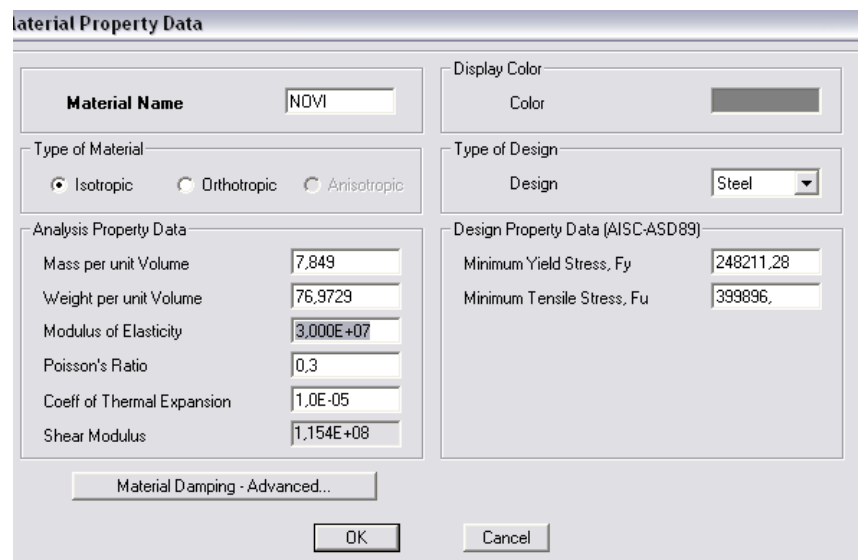 Material Property Data
Display Color
Material Name NOVI
Color
Type of Material
Type of Design
Isotropic Orthotropic Anisotropic
Design Steel
Analysis Property Data
Design Property Data (AISC-ASD89)
Mass per unit Volume 7,849
Minimum Yield Stress, Fy 248211,28
Weight per unit Volume 76,9729
Minimum Tensile Stress, Fu 399896,
Modulus of Elasticity 3,000E+07
Poisson's Ratio 0,3
Coeff of Thermal Expansion 1,0E-05
Shear Modulus 1,154E+08
Material Damping - Advanced...
OK Cancel